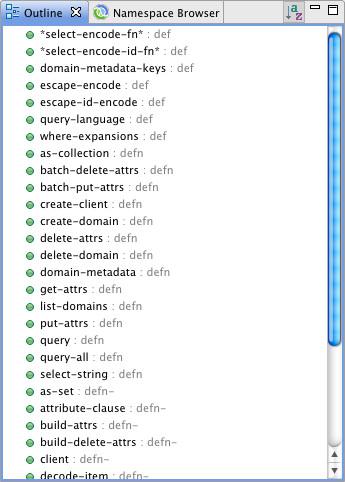 Outline Namespace Browser
*select-encode-fn* : def
*select-encode-id-fn* : def
domain-metadata-keys : def
escape-encode : def
escape-id-encode : def
query-language : def
where-expansions : def
as-collection : defn
batch-delete-attrs : defn
batch-put-attrs : defn
create-client : defn
create-domain : defn
delete-attrs : defn
delete-domain : defn
domain-metadata : defn
get-attrs : defn
list-domains : defn
put-attrs : defn
query : defn
query-all : defn
select-string : defn
as-set : defn-
attribute-clause : defn-
build-attrs : defn-
build-delete-attrs : defn-
client : defn-
decode-item : defn-